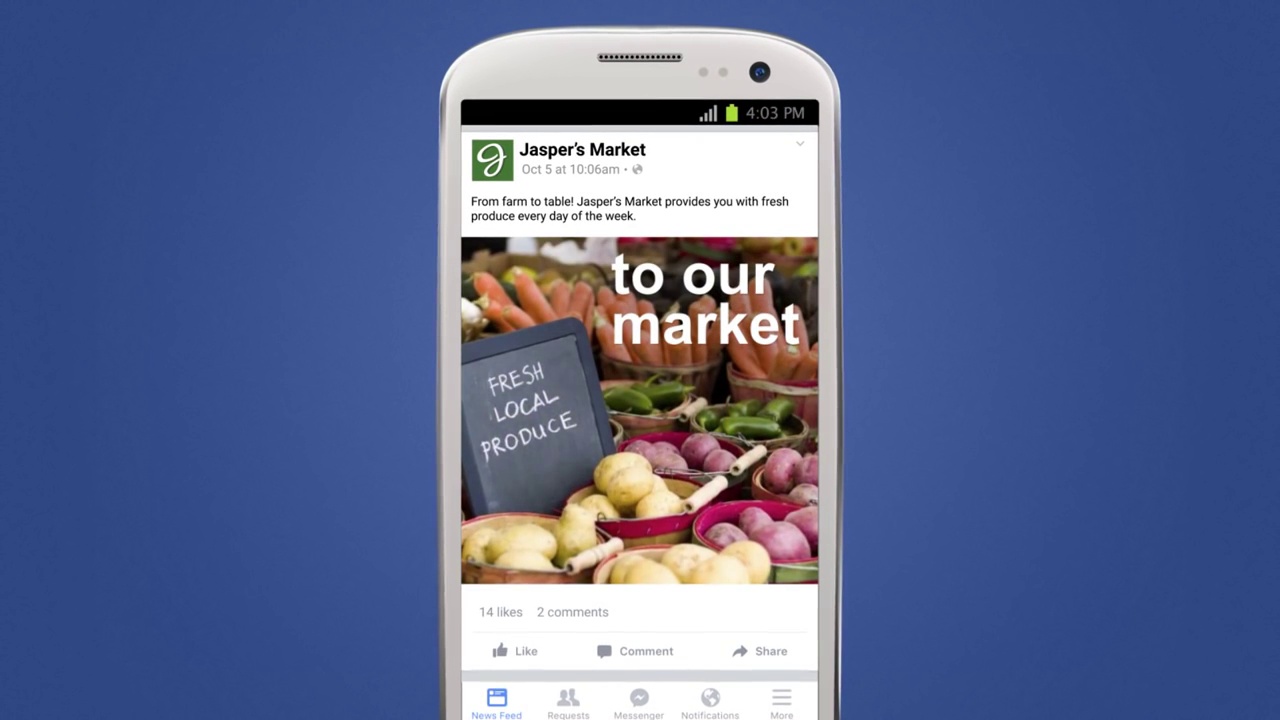 4:03 PM
Jasper's Market
Oct 5 at 10:06am •
From farm to table! Jasper's Market provides you with fresh
produce every day of the week.
to our
market
FRESH
LOCAL
PRODUCE
14 likes 2 comments
Like Comment Share
News Feed Requests Messenger Notifications More